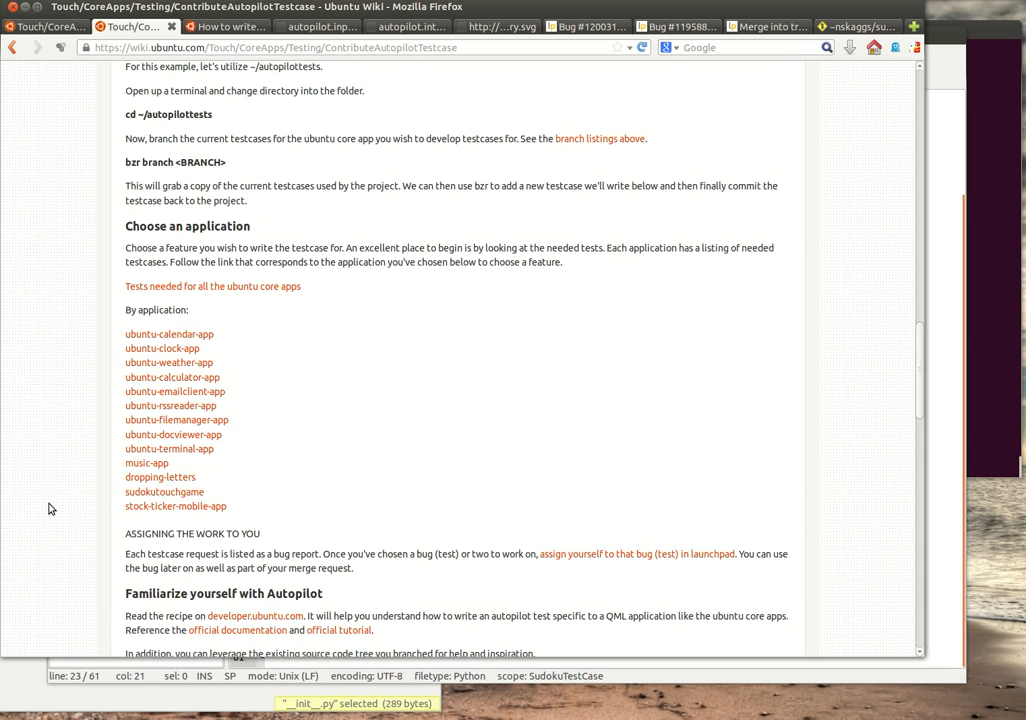 Touch/CoreApps/Testing/ContributeAutopilotTestcase - Ubuntu Wiki - Mozilla Firefox
Touch/CoreA... Touch/Co... How to write... autopilot.inp... autopilot.int... http://...ry.svg Bug #120031... Bug #119588... Merge into tr... ~nskaggs/su...
https://wiki.ubuntu.com/Touch/CoreApps/Testing/ContributeAutopilotTestcase Google
For this example, let's utilize ~/autopilottests.
Open up a terminal and change directory into the folder.
cd ~/autopilottests
Now, branch the current testcases for the ubuntu core app you wish to develop testcases for. See the branch listings above.
bzr branch <BRANCH>
This will grab a copy of the current testcases used by the project. We can then use bzr to add a new testcase we'll write below and then finally commit the
testcase back to the project.
Choose an application
Choose a feature you wish to write the testcase for. An excellent place to begin is by looking at the needed tests. Each application has a listing of needed
testcases. Follow the link that corresponds to the application you've chosen below to choose a feature.
Tests needed for all the ubuntu core apps
By application:
ubuntu-calendar-app
ubuntu-clock-app
ubuntu-weather-app
ubuntu-calculator-app
ubuntu-emailclient-app
ubuntu-rssreader-app
ubuntu-filemanager-app
ubuntu-docviewer-app
ubuntu-terminal-app
music-app
dropping-letters
sudokutouchgame
stock-ticker-mobile-app
ASSIGNING THE WORK TO YOU
Each testcase request is listed as a bug report. Once you've chosen a bug (test) or two to work on, assign yourself to that bug (test) in launchpad. You can use
the bug later on as well as part of your merge request.
Familiarize yourself with Autopilot
Read the recipe on developer.ubuntu.com. It will help you understand how to write an autopilot test specific to a QML application like the ubuntu core apps.
Reference the official documentation and official tutorial.
In addition, you can leverage the existing source code tree you branched for help and inspiration.
61
line: 23 / 61 col: 21 sel: 0 INS SP mode: Unix (LF) encoding: UTF-8 filetype: Python scope: SudokuTestCase
"__init__.py" selected (289 bytes)